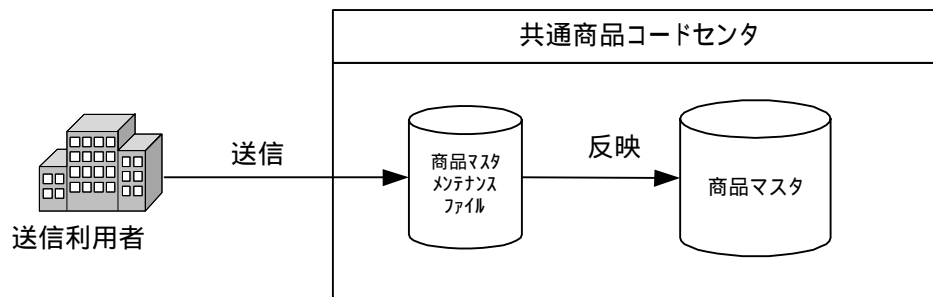 共通商品コードセンタ
送信
反映
商品ﾏｽﾀ
ﾒﾝﾃﾅﾝｽ
ﾌｧｲﾙ
商品マスタ
送信利用者